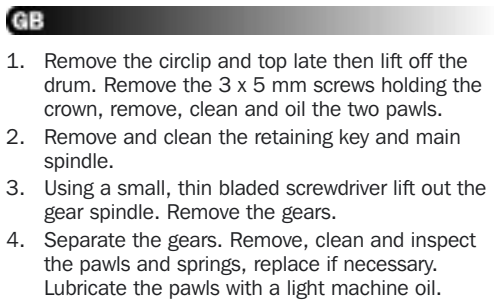 GB
1. Remove the circlip and top late then lift off the
drum. Remove the 3 x 5 mm screws holding the
crown, remove, clean and oil the two pawls.
2. Remove and clean the retaining key and main
spindle.
3. Using a small, thin bladed screwdriver lift out the
gear spindle. Remove the gears.
4. Separate the gears. Remove, clean and inspect
the pawls and springs, replace if necessary.
Lubricate the pawls with a light machine oil.